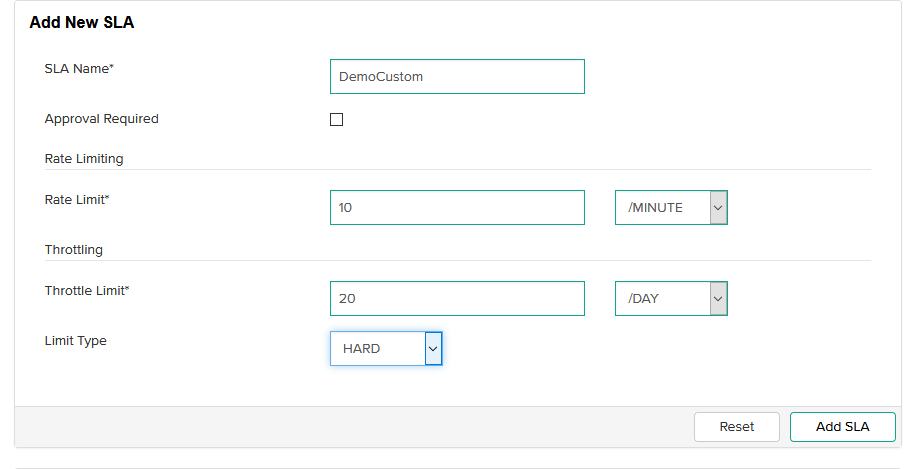 Add New SLA
SLA Name* DemoCustom
Approval Required
Rate Limiting
Rate Limit* 10 /MINUTE
Throttling
Throttle Limit* 20 /DAY
Limit Type HARD
Reset Add SLA